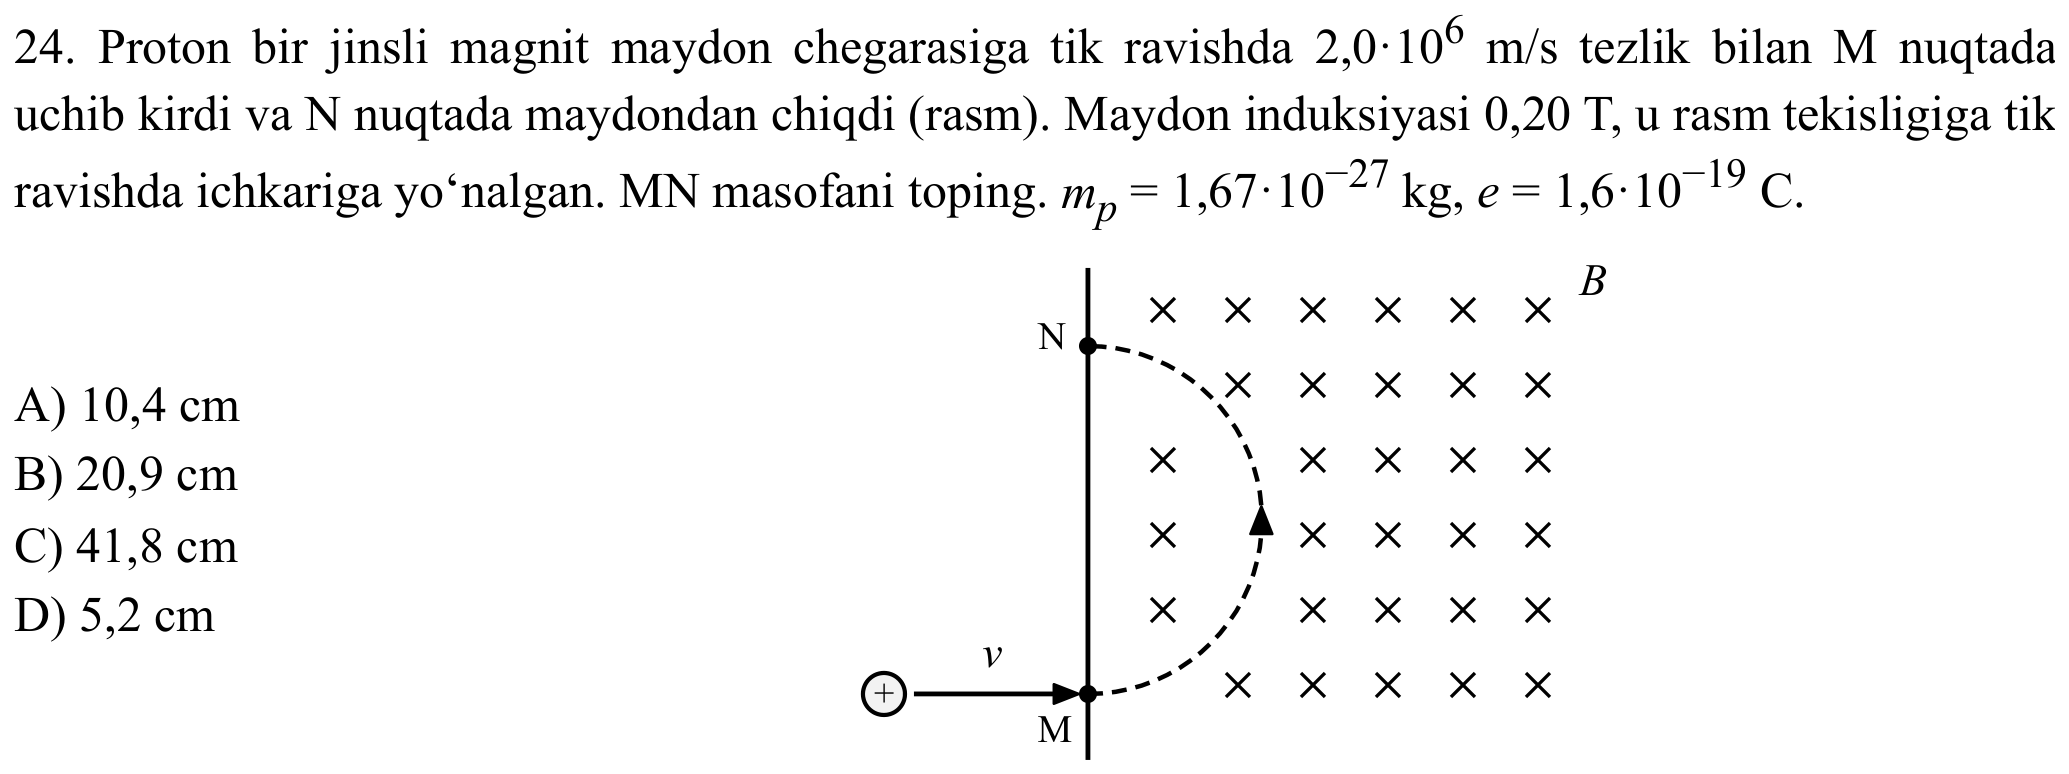 24. Proton bir jinsli magnit maydon chegarasiga tik ravishda 2,0·10⁶ m/s tezlik bilan M nuqtada
uchib kirdi va N nuqtada maydondan chiqdi (rasm). Maydon induksiyasi 0,20 T, u rasm tekisligiga tik
ravishda ichkariga yo‘nalgan. MN masofani toping. mₚ = 1,67·10⁻²⁷ kg, e = 1,6·10⁻¹⁹ C.
B
N
A) 10,4 cm
B) 20,9 cm
C) 41,8 cm
D) 5,2 cm
v
+
M